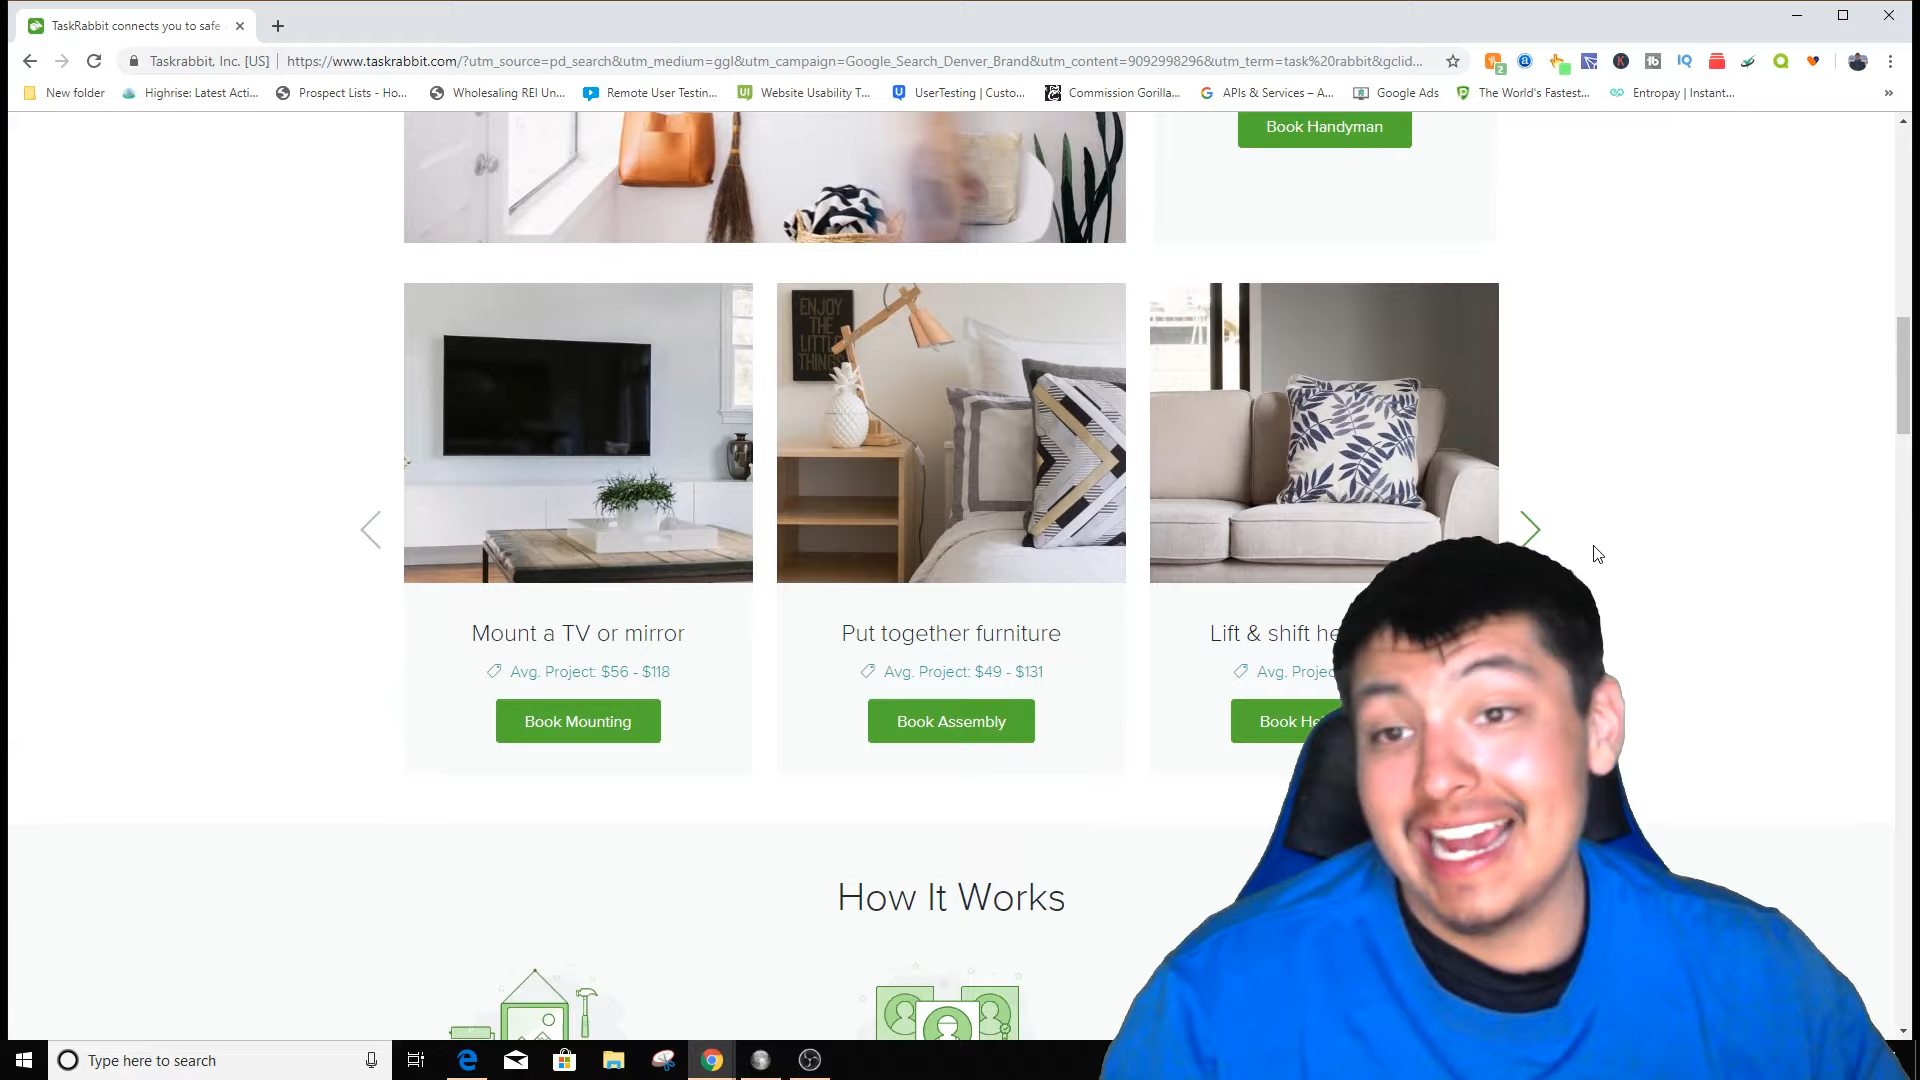 TaskRabbit connects you to safe
Taskrabbit, Inc. [US]
https://www.taskrabbit.com/?utm_source=pd_search&utm_medium=ggl&utm_campaign=Google_Search_Denver_Brand&utm_content=9092998296&utm_term=task%20rabbit&gclid...
New folder
Highrise: Latest Acti...
Prospect Lists - Ho...
Wholesaling REI Un...
Remote User Testin...
Website Usability T...
UserTesting | Custo...
Commission Gorilla...
APIs & Services – A...
Google Ads
The World's Fastest...
Entropay | Instant...
Book Handyman
ENJOY
THE
LITTLE
THINGS
Mount a TV or mirror
Put together furniture
Lift & shift he
Avg. Project: $56 - $118
Avg. Project: $49 - $131
Avg. Projec
Book Mounting
Book Assembly
Book He
How It Works
Type here to search